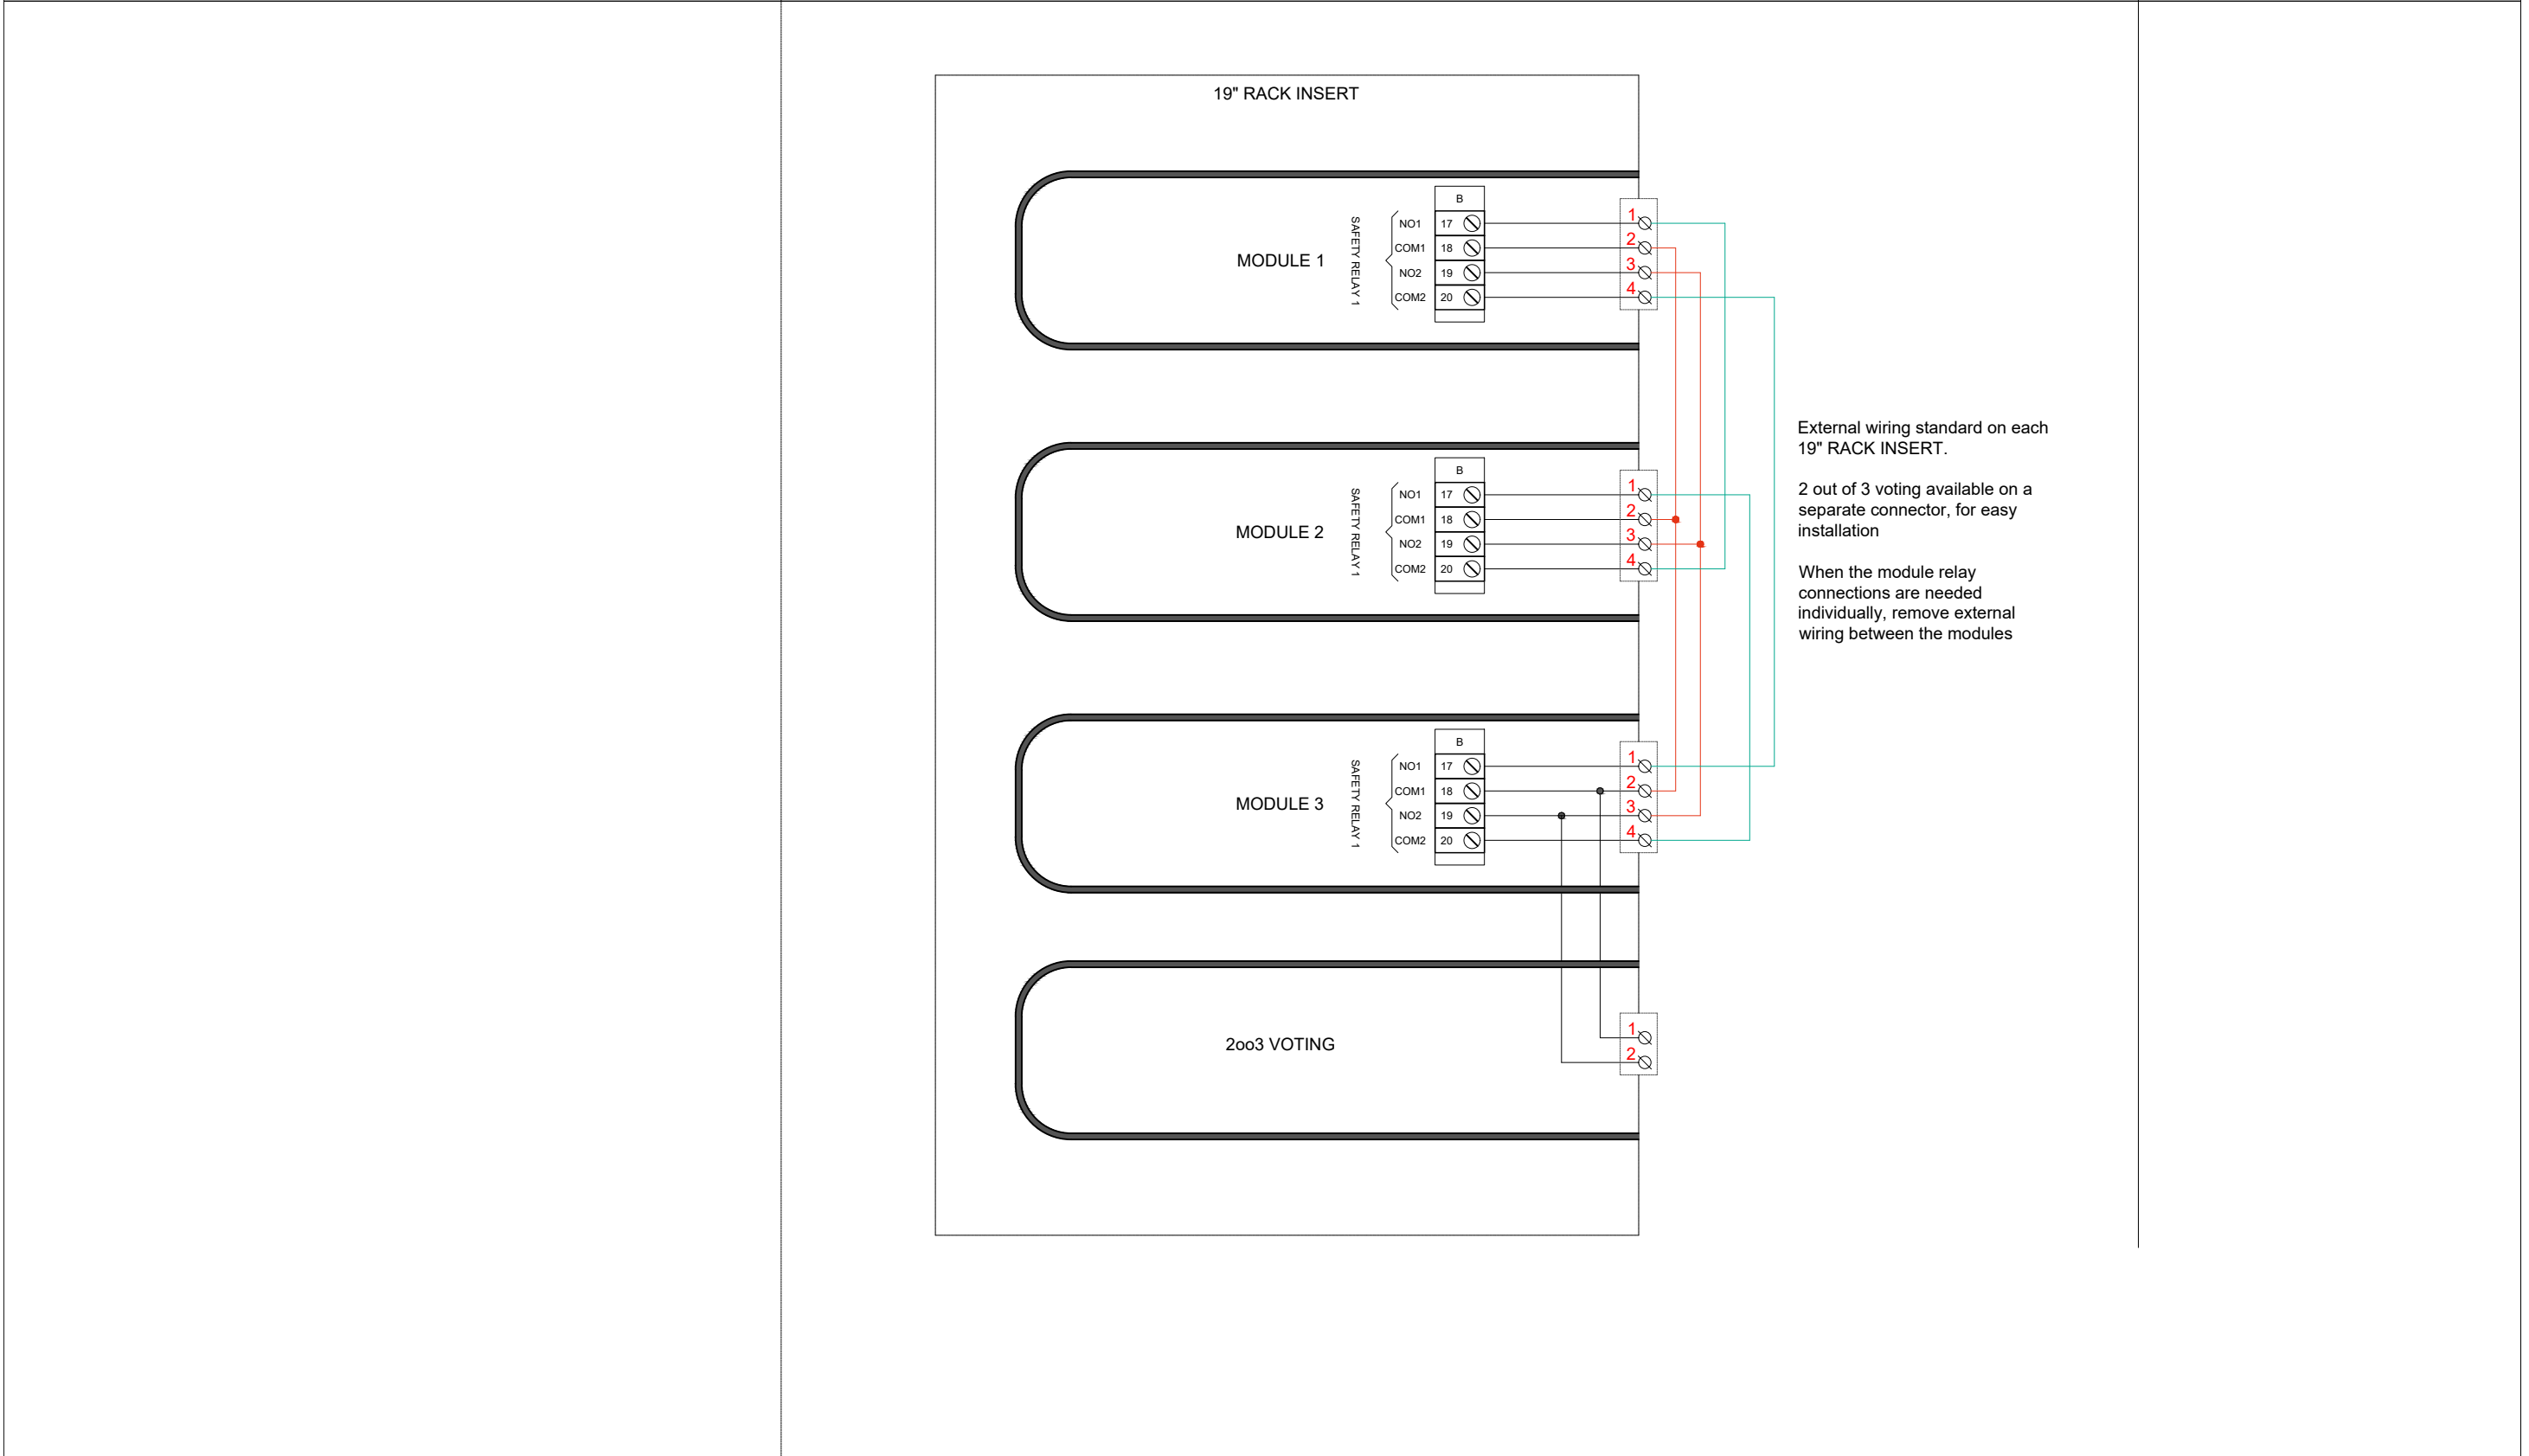 19" RACK INSERT
MODULE 1
SAFETY RELAY 1
B
NO1 17 1
COM1 18 2
NO2 19 3
COM2 20 4
External wiring standard on each
19" RACK INSERT.
2 out of 3 voting available on a
separate connector, for easy
installation
When the module relay
connections are needed
individually, remove external
wiring between the modules
MODULE 2
SAFETY RELAY 1
B
NO1 17 1
COM1 18 2
NO2 19 3
COM2 20 4
MODULE 3
SAFETY RELAY 1
B
NO1 17 1
COM1 18 2
NO2 19 3
COM2 20 4
2oo3 VOTING
1
2